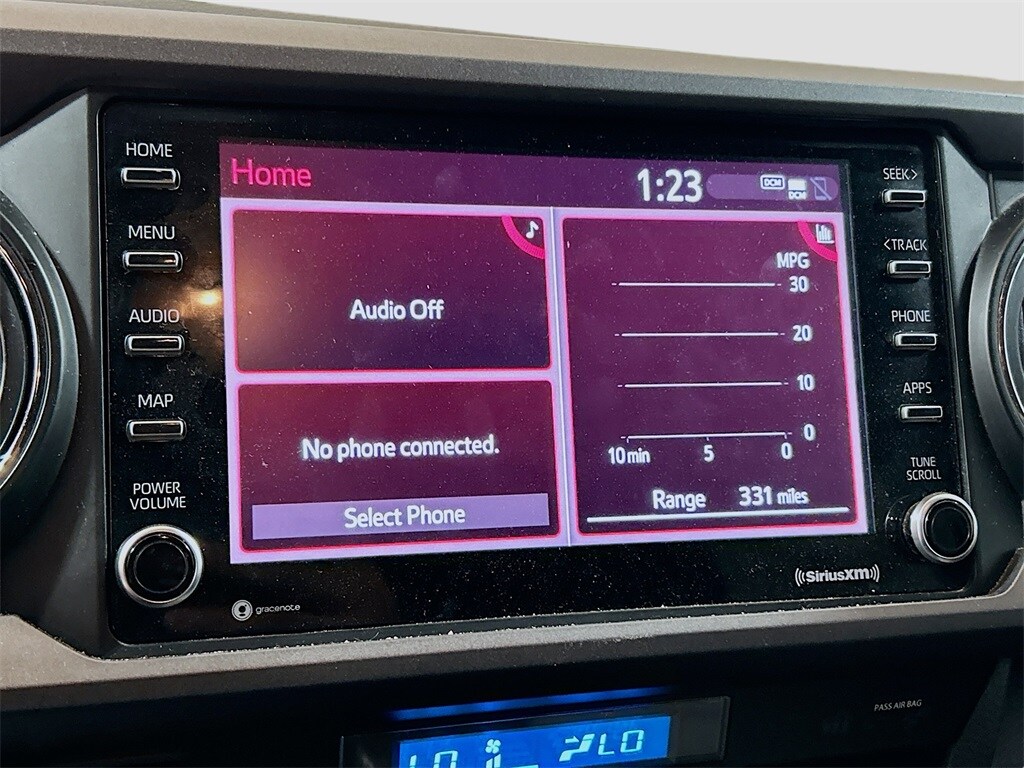 HOME
MENU
AUDIO
MAP
POWER
VOLUME
gracenote
Home
1:23
DCM
DCM
Audio Off
No phone connected.
Select Phone
MPG
30
20
10
0
10 min 5 0
Range 331 miles
SEEK>
<TRACK
PHONE
APPS
TUNE
SCROLL
((SiriusXM))
PASS AIR BAG
LO LO